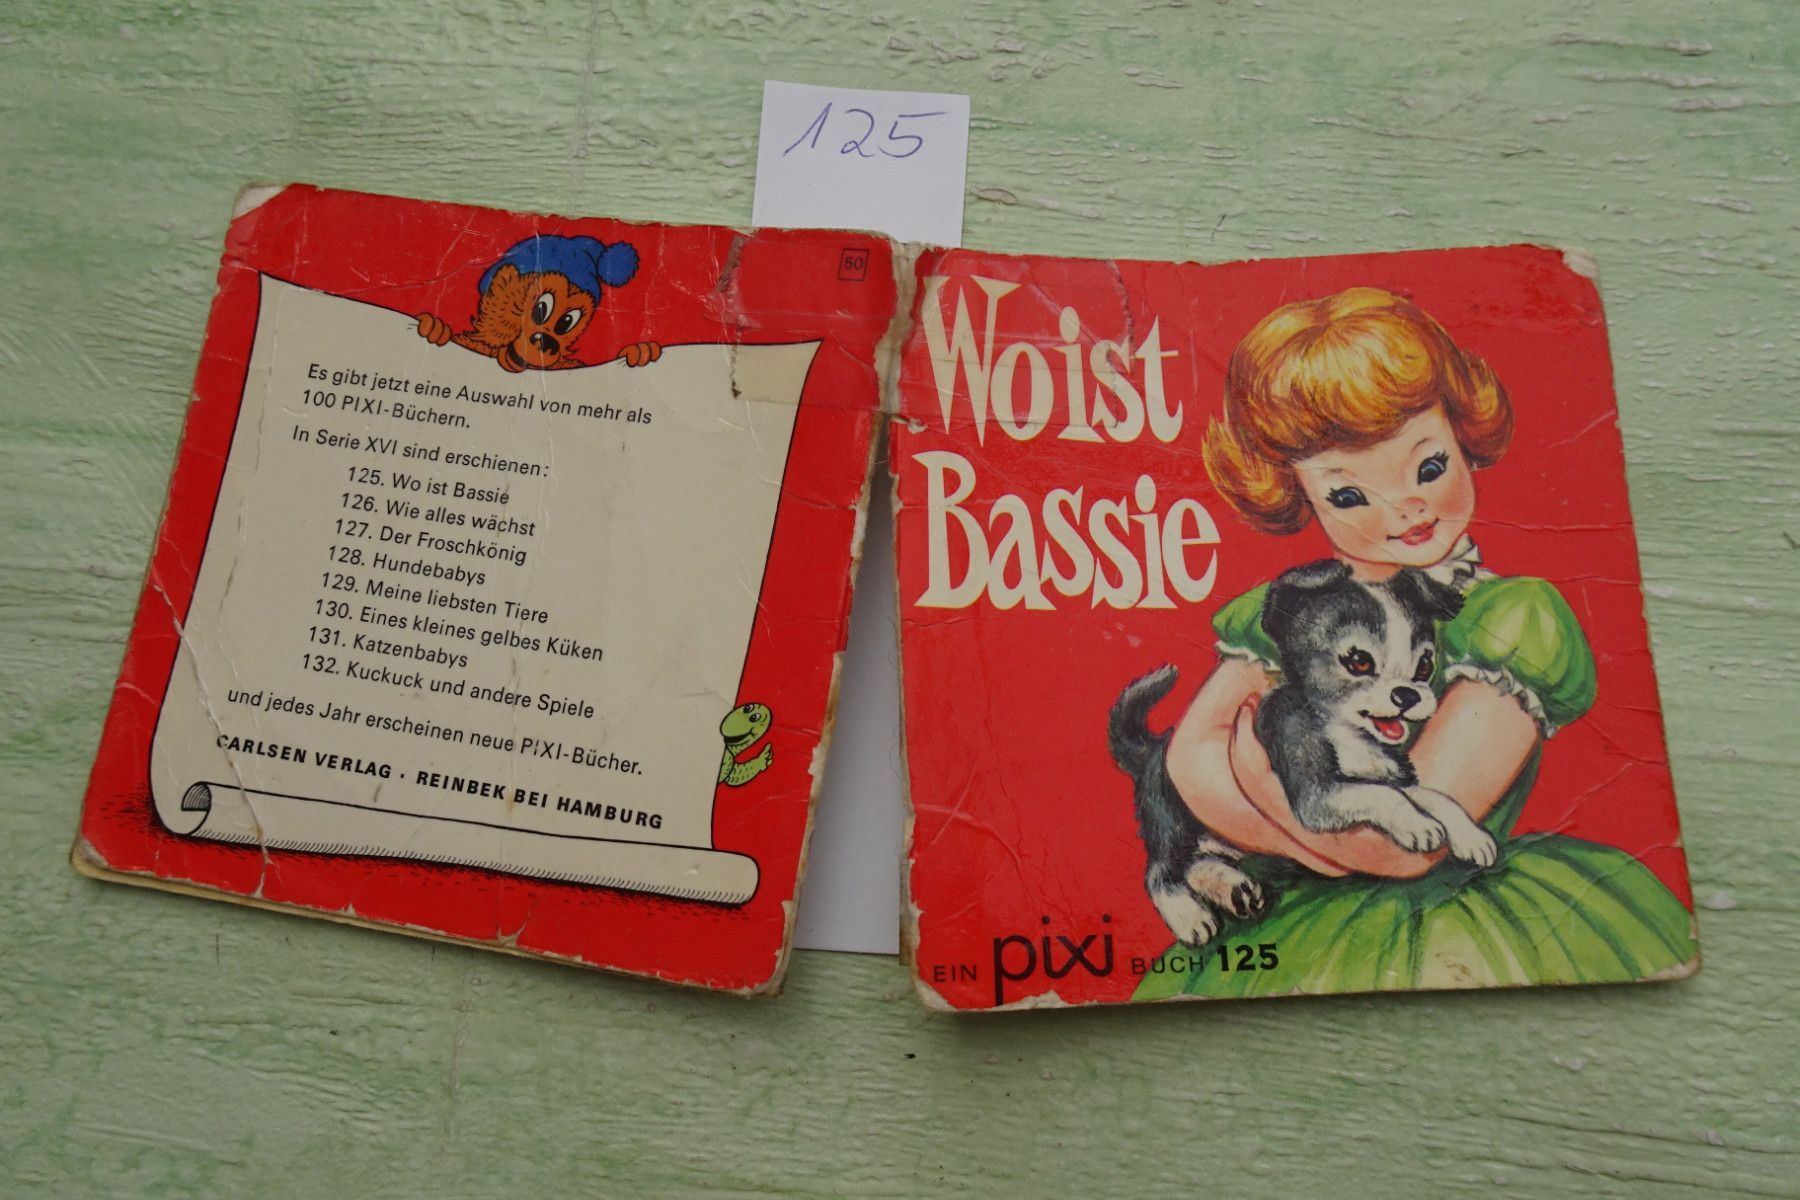 125
50
Es gibt jetzt eine Auswahl von mehr als
100 PIXI-Büchern.
In Serie XVI sind erschienen:
125. Wo ist Bassie
126. Wie alles wächst
127. Der Froschkönig
128. Hundebabys
129. Meine liebsten Tiere
130. Eines kleines gelbes Küken
131. Katzenbabys
132. Kuckuck und andere Spiele
und jedes Jahr erscheinen neue PIXI-Bücher.
CARLSEN VERLAG · REINBEK BEI HAMBURG
Wo ist
Bassie
EIN pixi BUCH 125